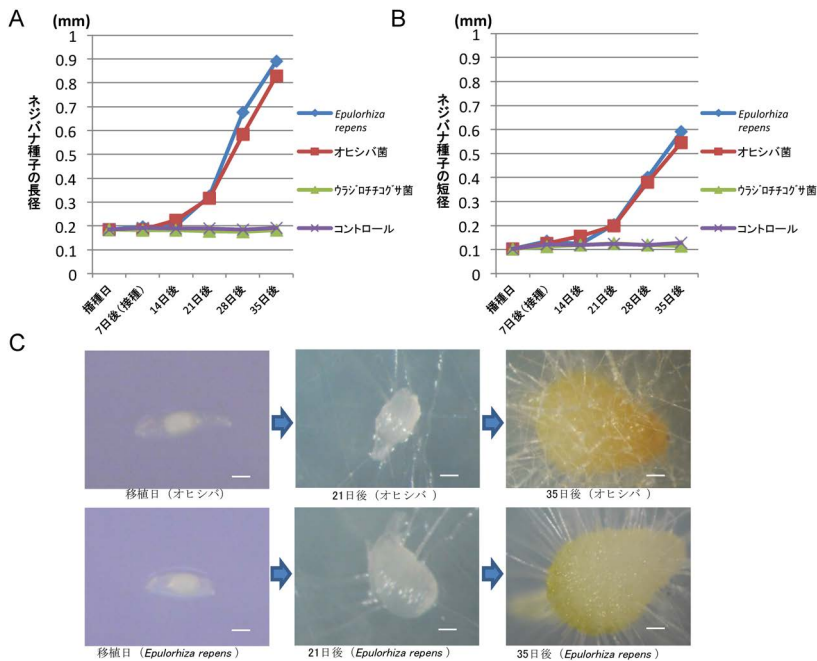 A
(mm)
ネジバナ種子の長径
1
0.9
0.8
0.7
0.6
0.5
0.4
0.3
0.2
0.1
0
播種日
7日後(接種)
14日後
21日後
28日後
35日後
Epulorhiza
repens
オヒシバ菌
ウラジロチチコグサ菌
コントロール
B
(mm)
ネジバナ種子の短径
1
0.9
0.8
0.7
0.6
0.5
0.4
0.3
0.2
0.1
0
播種日
7日後(接種)
14日後
21日後
28日後
35日後
Epulorhiza
repens
オヒシバ菌
ウラジロチチコグサ菌
コントロール
C
移植日（オヒシバ）
21日後（オヒシバ）
35日後（オヒシバ）
移植日（Epulorhiza repens）
21日後（Epulorhiza repens）
35日後（Epulorhiza repens）